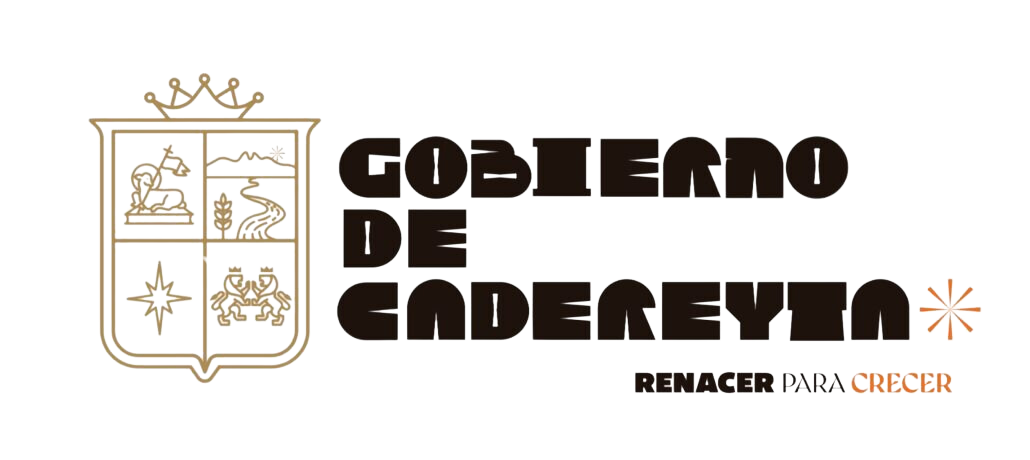 GOBIERNO
DE
CADEREYTA
RENACER PARA CRECER